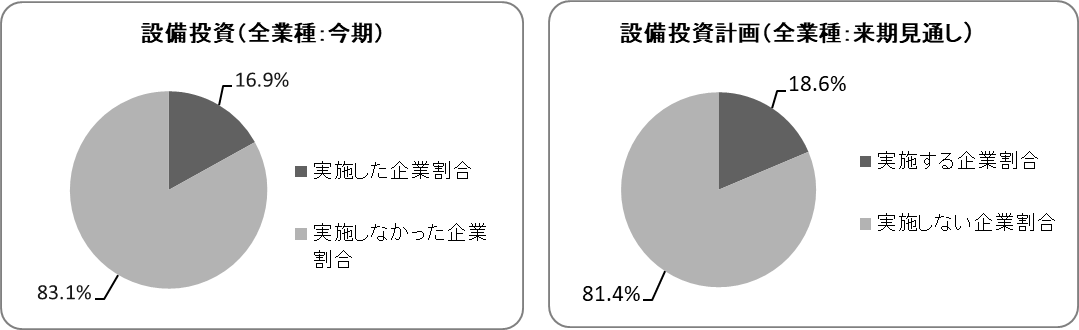 設備投資（全業種：今期）
16.9%
■実施した企業割合
■実施しなかった企業
割合
83.1%
設備投資計画（全業種：来期見通し）
18.6%
■実施する企業割合
■実施しない企業割合
81.4%